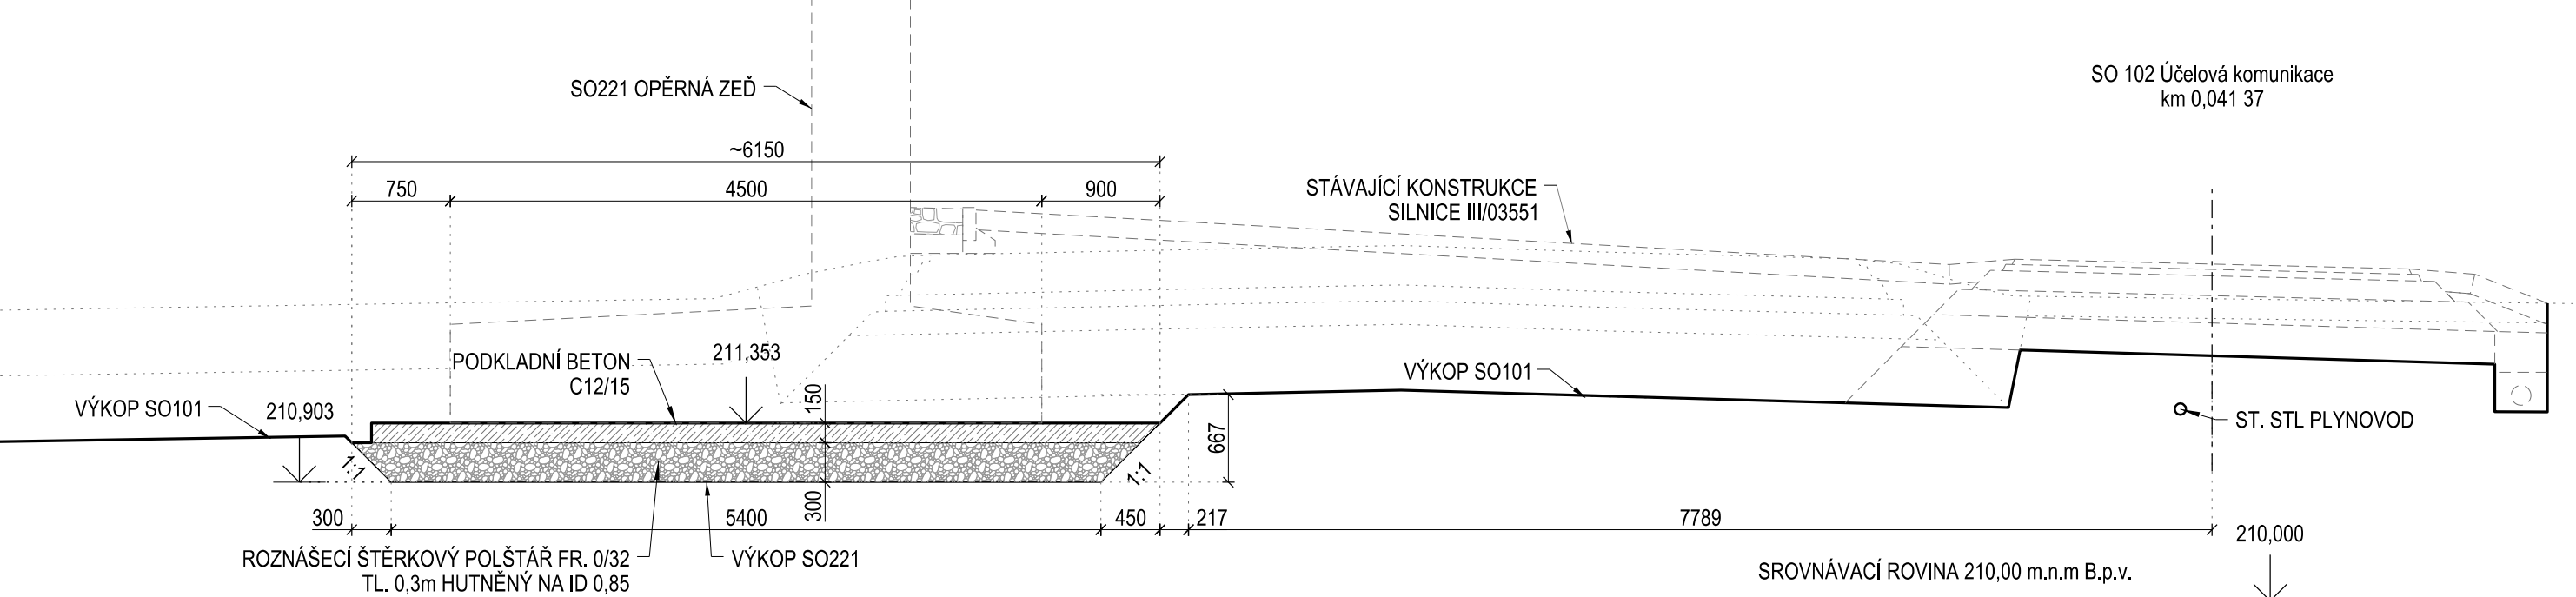 SO 102 Účelová komunikace
km 0,041 37
SO221 OPĚRNÁ ZEĎ
~6150
750
4500
900
STÁVAJÍCÍ KONSTRUKCE
SILNICE III/03551
PODKLADNÍ BETON
C12/15
211,353
150
VÝKOP SO101
210,903
VÝKOP SO101
667
ST. STL PLYNOVOD
1:1
1:1
300
300
5400
450
217
7789
210,000
ROZNÁŠECÍ ŠTĚRKOVÝ POLŠTÁŘ FR. 0/32
TL. 0,3m HUTNĚNÝ NA ID 0,85
VÝKOP SO221
SROVNÁVACÍ ROVINA 210,00 m.n.m B.p.v.